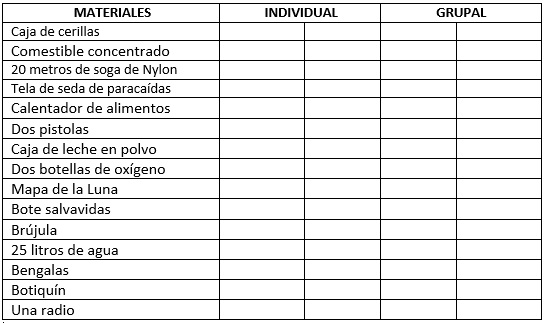 MATERIALES INDIVIDUAL GRUPAL
Caja de cerillas
Comestible concentrado
20 metros de soga de Nylon
Tela de seda de paracaídas
Calentador de alimentos
Dos pistolas
Caja de leche en polvo
Dos botellas de oxígeno
Mapa de la Luna
Bote salvavidas
Brújula
25 litros de agua
Bengalas
Botiquín
Una radio